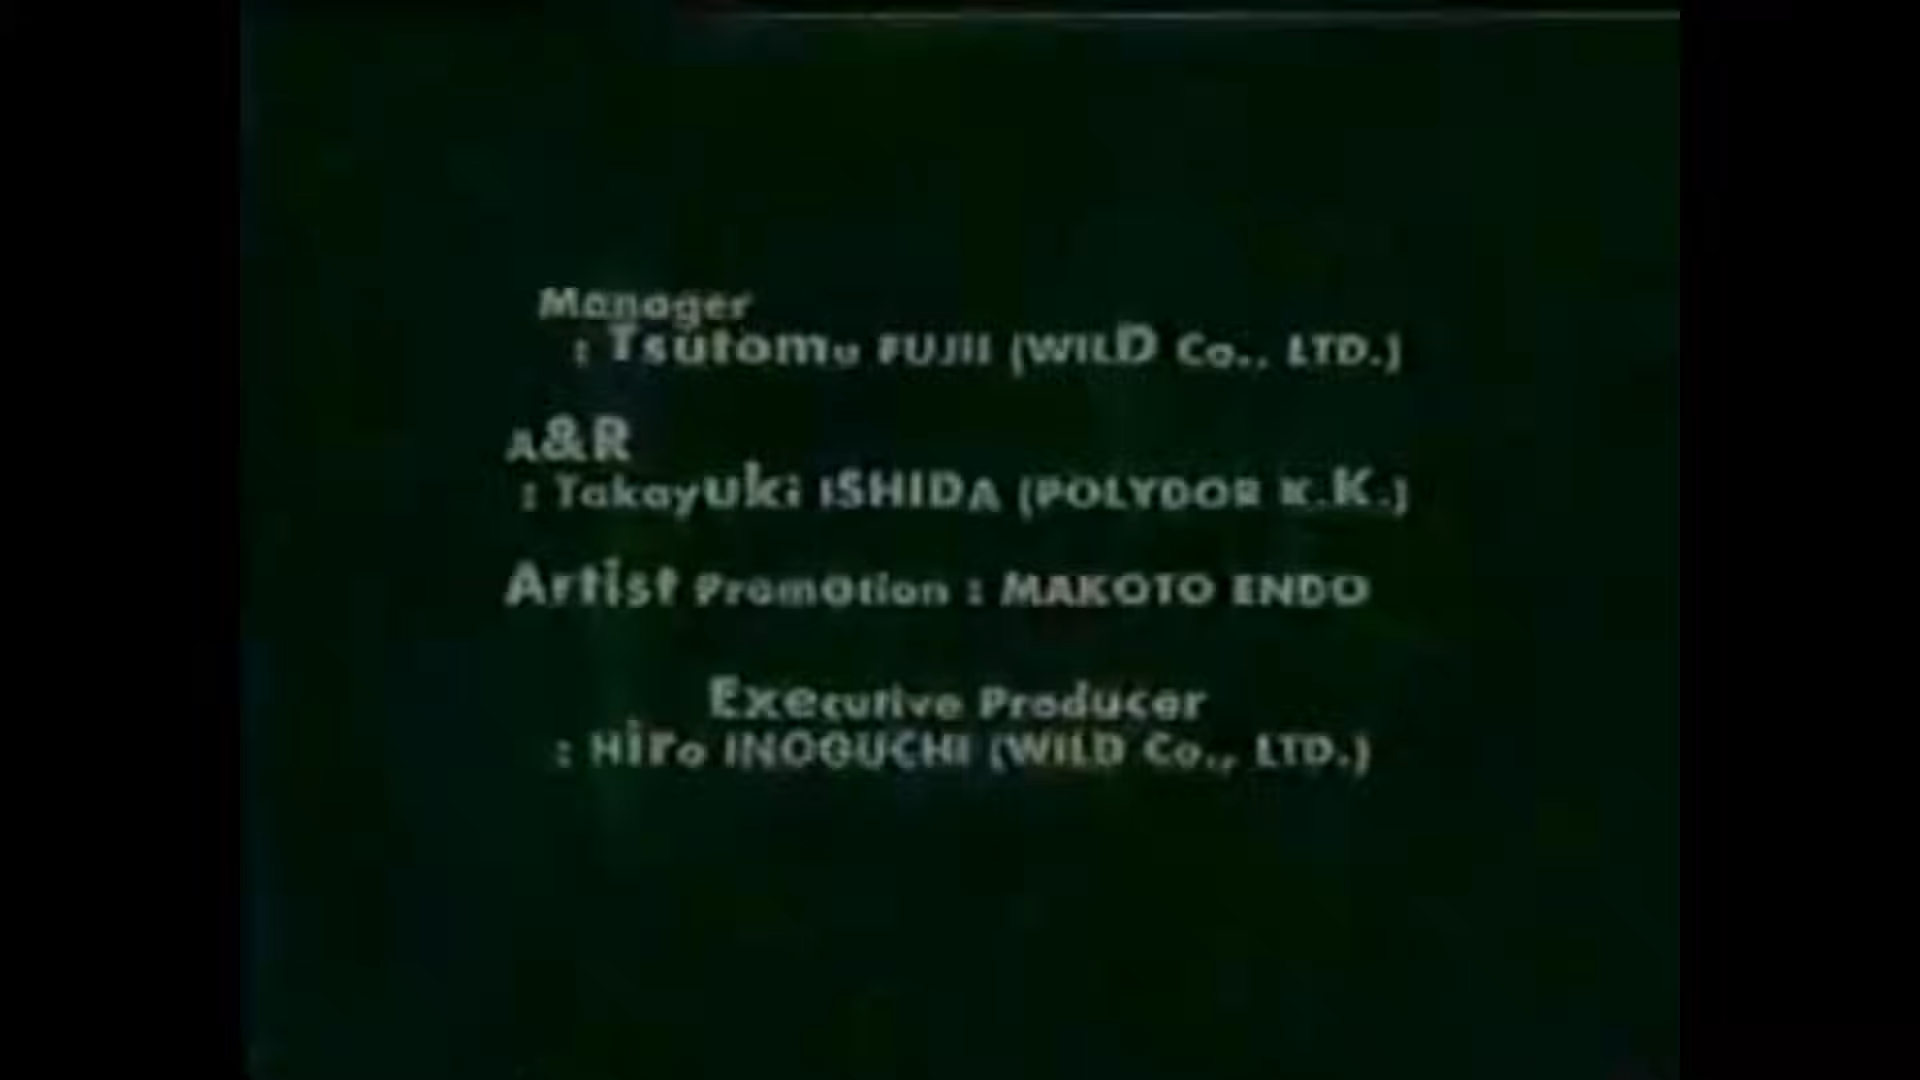 Manager
: Tsutomu FUJII (WILD Co., LTD.)
A&R
: Takayuki ISHIDA (POLYDOR K.K.)
Artist Promotion : MAKOTO ENDO
Executive Producer
: Hiro INOGUCHI (WILD Co., LTD.)